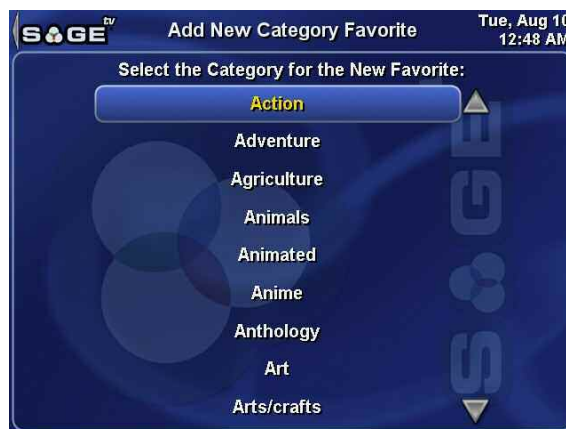 SAGE tv
Add New Category Favorite
Tue, Aug 10
12:48 AM
Select the Category for the New Favorite:
Action
Adventure
Agriculture
Animals
Animated
Anime
Anthology
Art
Arts/crafts
SAGE